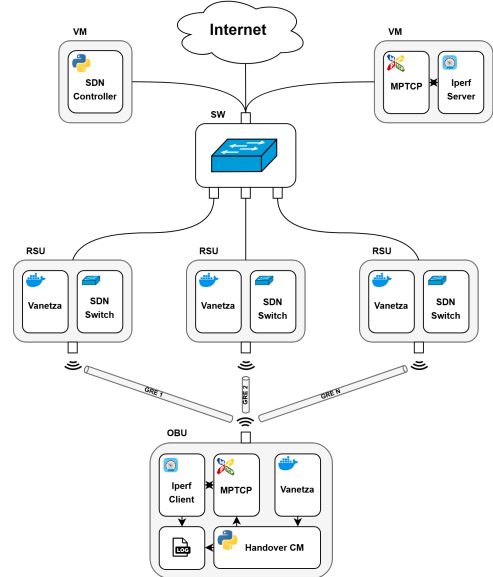 VM
Internet
VM
SDN
Controller
MPTCP
Iperf
Server
SW
RSU
RSU
RSU
Vanetza
SDN
Switch
Vanetza
SDN
Switch
Vanetza
SDN
Switch
GRE 1
GRE 2
GRE N
OBU
Iperf
Client
MPTCP
Vanetza
LOG
Handover CM